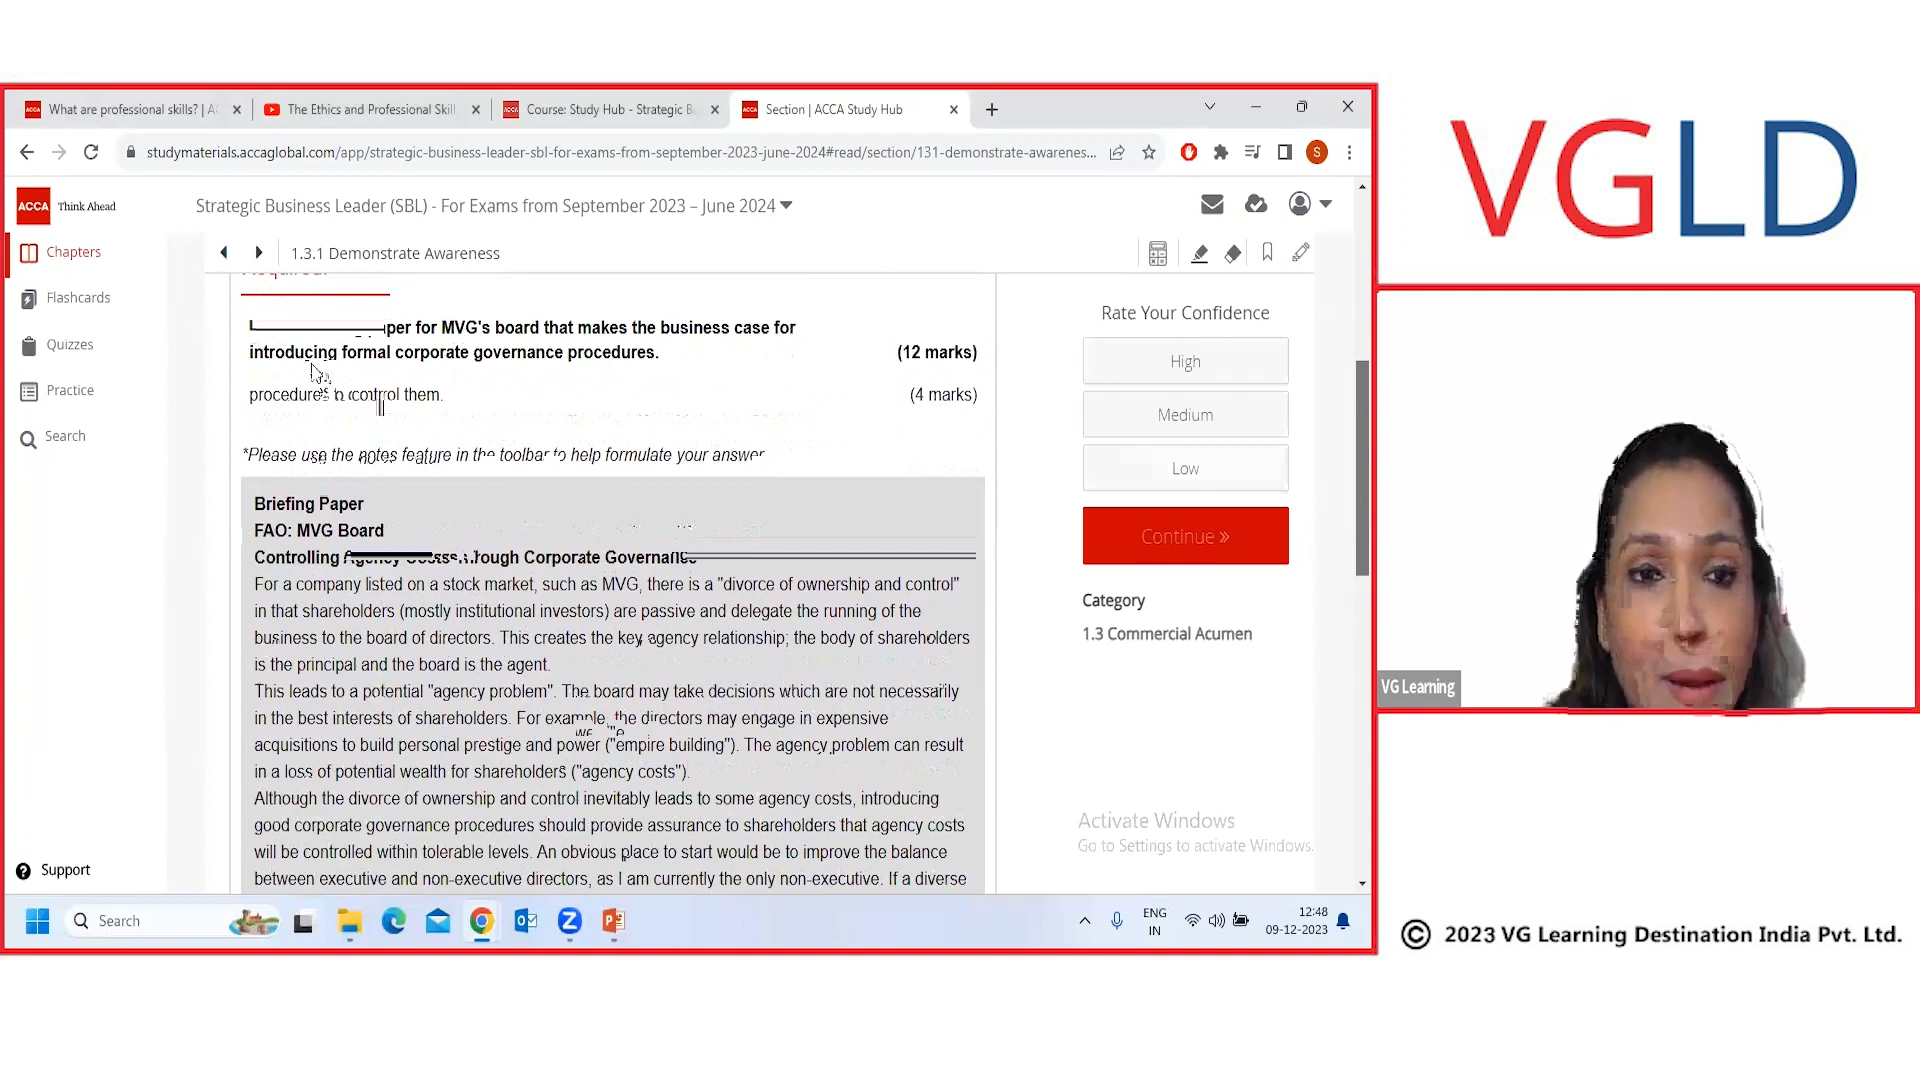 What are professional skills? | A
The Ethics and Professional Skil
Course: Study Hub - Strategic B
Section | ACCA Study Hub
studymaterials.accaglobal.com/app/strategic-business-leader-sbl-for-exams-from-september-2023-june-2024#read/section/131-demonstrate-awarenes...
S
ACCA
Think Ahead
Strategic Business Leader (SBL) - For Exams from September 2023 – June 2024
Chapters
Flashcards
Quizzes
Practice
Search
Support
1.3.1 Demonstrate Awareness
per for MVG's board that makes the business case for
introducing formal corporate governance procedures. (12 marks)
procedures to control them. (4 marks)
*Please use the notes feature in the toolbar to help formulate your answer
Briefing Paper
FAO: MVG Board
Controlling Agency Costs Through Corporate Governance
For a company listed on a stock market, such as MVG, there is a "divorce of ownership and control"
in that shareholders (mostly institutional investors) are passive and delegate the running of the
business to the board of directors. This creates the key agency relationship; the body of shareholders
is the principal and the board is the agent.
This leads to a potential "agency problem". The board may take decisions which are not necessarily
in the best interests of shareholders. For example, the directors may engage in expensive
acquisitions to build personal prestige and power ("empire building"). The agency problem can result
in a loss of potential wealth for shareholders ("agency costs").
Although the divorce of ownership and control inevitably leads to some agency costs, introducing
good corporate governance procedures should provide assurance to shareholders that agency costs
will be controlled within tolerable levels. An obvious place to start would be to improve the balance
between executive and non-executive directors, as I am currently the only non-executive. If a diverse
Rate Your Confidence
High
Medium
Low
Continue »
Category
1.3 Commercial Acumen
Activate Windows
Go to Settings to activate Windows.
Search
ENG
IN
12:48
09-12-2023
VGLD
VG Learning
© 2023 VG Learning Destination India Pvt. Ltd.